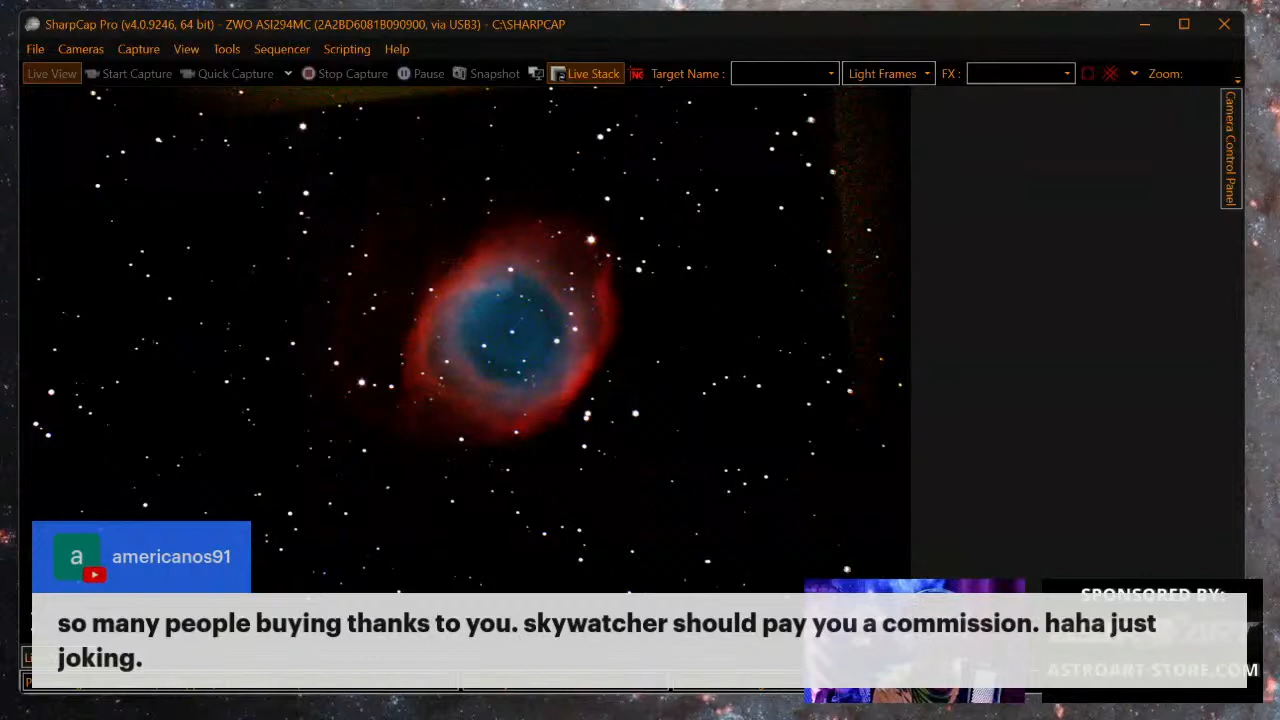 SharpCap Pro (v4.0.9246, 64 bit) - ZWO ASI294MC (2A2BD6081B090900, via USB3) - C:\SHARPCAP
File Cameras Capture View Tools Sequencer Scripting Help
Live View Start Capture Quick Capture Stop Capture Pause Snapshot Live Stack NC Target Name : Light Frames FX : Zoom:
Camera Control Panel
a americanos91
SPONSORED BY:
so many people buying thanks to you. skywatcher should pay you a commission. haha just
joking.
ASTROART-STORE.COM